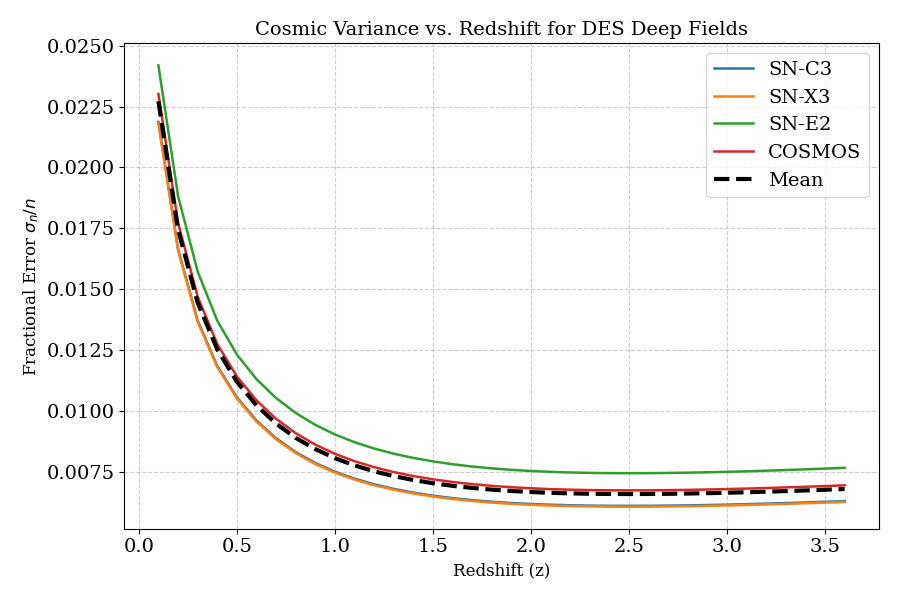 Cosmic Variance vs. Redshift for DES Deep Fields
Fractional Error σ_n/n
0.0250
0.0225
0.0200
0.0175
0.0150
0.0125
0.0100
0.0075
SN-C3
SN-X3
SN-E2
COSMOS
Mean
0.0 0.5 1.0 1.5 2.0 2.5 3.0 3.5
Redshift (z)